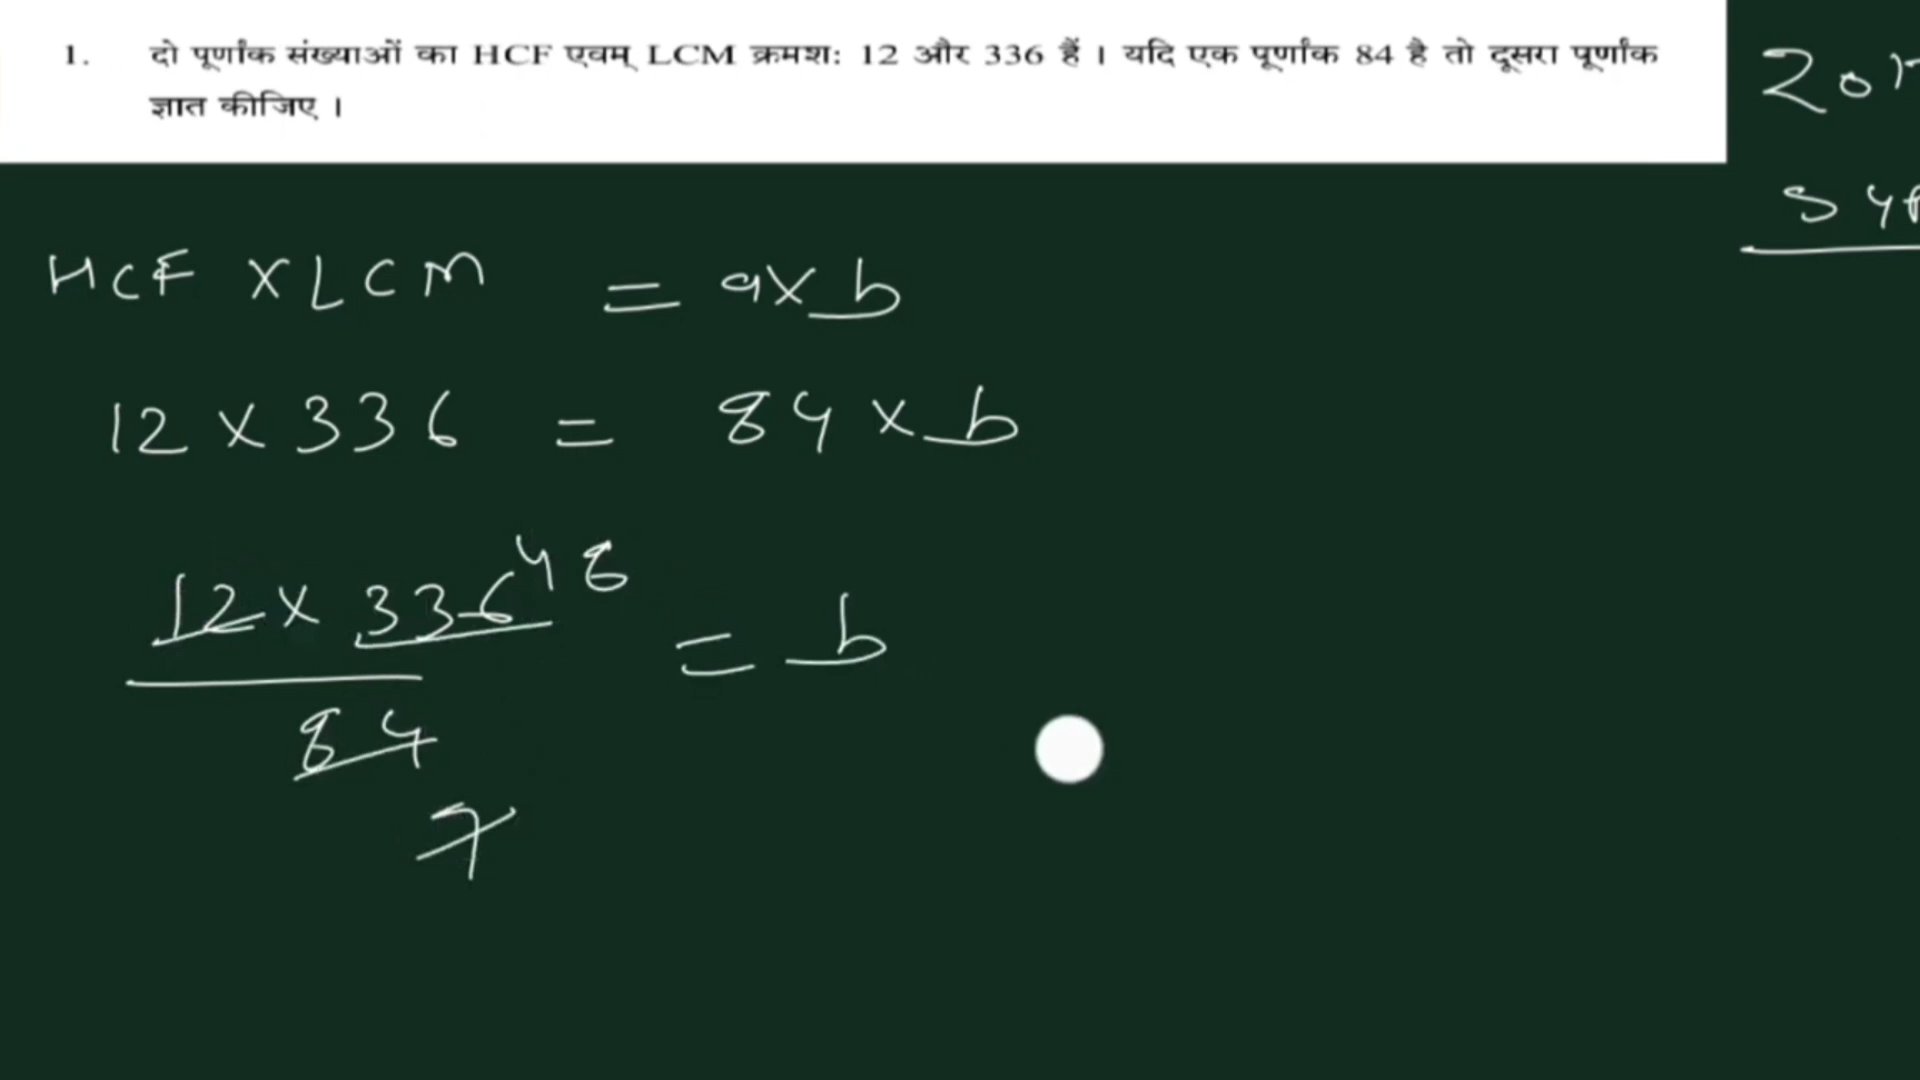 1. दो पूर्णांक संख्याओं का HCF एवम् LCM क्रमश: 12 और 336 हैं । यदि एक पूर्णांक 84 है तो दूसरा पूर्णांक
ज्ञात कीजिए ।
HCF X LCM = a x b
12 x 336 = 84 x b
12 x 336 48
84 = b
7